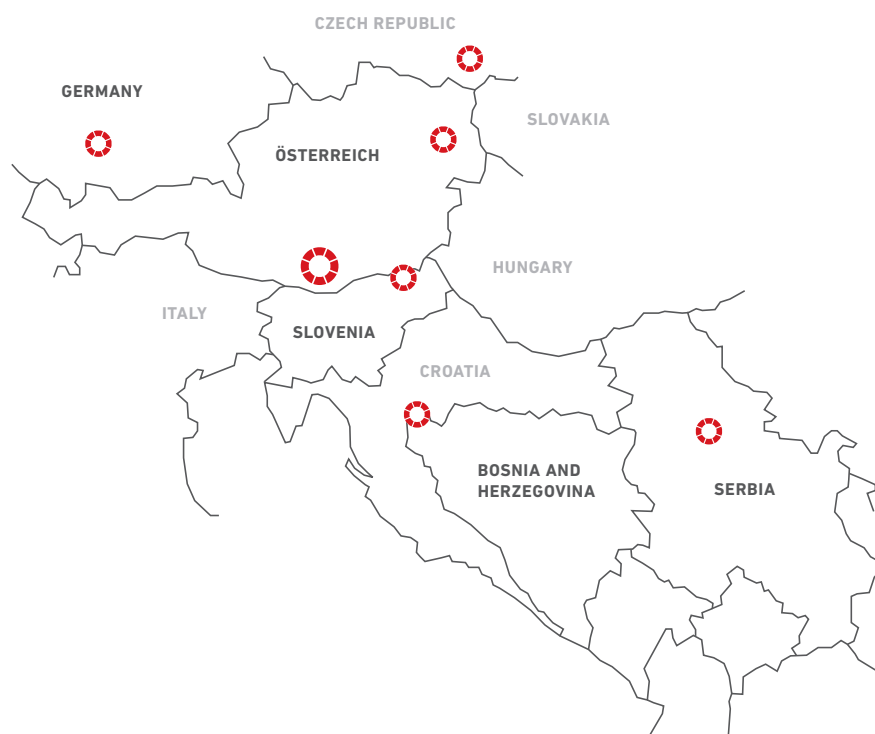 CZECH REPUBLIC
GERMANY
SLOVAKIA
ÖSTERREICH
HUNGARY
ITALY
SLOVENIA
CROATIA
BOSNIA AND
HERZEGOVINA
SERBIA